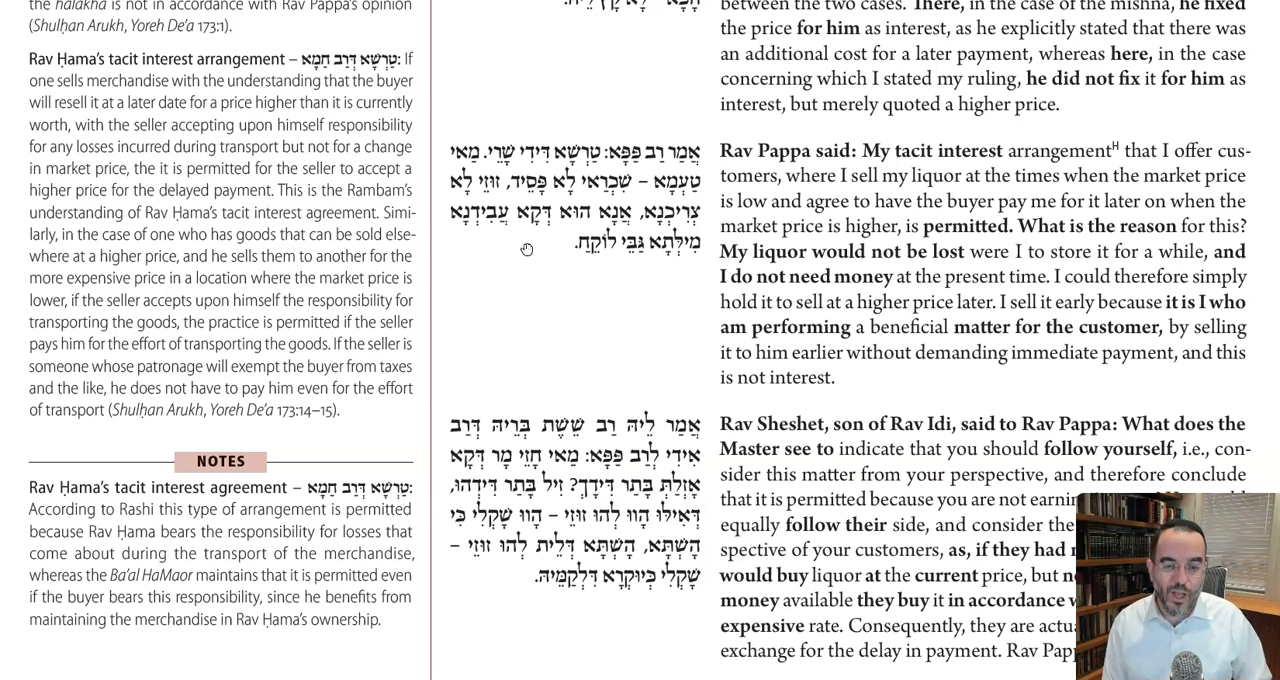 the halakha is not in accordance with Rav Pappa's opinion
(Shulḥan Arukh, Yoreh De'a 173:1).
Rav Ḥama's tacit interest arrangement – טַרְשָׁא דְּרַב חָמָא: If
one sells merchandise with the understanding that the buyer
will resell it at a later date for a price higher than it is currently
worth, with the seller accepting upon himself responsibility
for any losses incurred during transport but not for a change
in market price, the it is permitted for the seller to accept a
higher price for the delayed payment. This is the Rambam's
understanding of Rav Ḥama's tacit interest agreement. Simi-
larly, in the case of one who has goods that can be sold else-
where at a higher price, and he sells them to another for the
more expensive price in a location where the market price is
lower, if the seller accepts upon himself the responsibility for
transporting the goods, the practice is permitted if the seller
pays him for the effort of transporting the goods. If the seller is
someone whose patronage will exempt the buyer from taxes
and the like, he does not have to pay him even for the effort
of transport (Shulḥan Arukh, Yoreh De'a 173:14–15).
NOTES
Rav Ḥama's tacit interest agreement – טַרְשָׁא דְּרַב חָמָא:
According to Rashi this type of arrangement is permitted
because Rav Ḥama bears the responsibility for losses that
come about during the transport of the merchandise,
whereas the Ba'al HaMaor maintains that it is permitted even
if the buyer bears this responsibility, since he benefits from
maintaining the merchandise in Rav Ḥama's ownership.
אֲמַר רַב פַּפָּא: טַרְשָׁא דִּידִי שָׁרֵי. מַאי
טַעְמָא – שִׁכְרַאי לָא פָּסֵיד, זוּזֵי לָא
צְרִיכְנָא, אֲנָא הוּא דְּקָא עָבֵידְנָא
מִילְּתָא גַּבֵּי לוֹקֵחַ.
אֲמַר לֵיהּ רַב שֵׁשֶׁת בְּרֵיהּ דְּרַב
אִידִי לְרַב פַּפָּא: מַאי חָזֵי מָר דְּקָא
אָזְלַתְּ בָּתַר דִּידָךְ? זִיל בָּתַר דִּידְהוּ,
דְּאִילּוּ הֲווֹ לְהוּ זוּזֵי – הֲווֹ שָׁקְלִי כִּי
הָשְׁתָּא, הָשְׁתָּא דְּלֵית לְהוּ זוּזֵי –
שָׁקְלִי כִּיּוּקְרָא דִּלְקַמֵּיהּ.
between the two cases. There, in the case of the mishna, he fixed
the price for him as interest, as he explicitly stated that there was
an additional cost for a later payment, whereas here, in the case
concerning which I stated my ruling, he did not fix it for him as
interest, but merely quoted a higher price.
Rav Pappa said: My tacit interest arrangementᴴ that I offer cus-
tomers, where I sell my liquor at the times when the market price
is low and agree to have the buyer pay me for it later on when the
market price is higher, is permitted. What is the reason for this?
My liquor would not be lost were I to store it for a while, and
I do not need money at the present time. I could therefore simply
hold it to sell at a higher price later. I sell it early because it is I who
am performing a beneficial matter for the customer, by selling
it to him earlier without demanding immediate payment, and this
is not interest.
Rav Sheshet, son of Rav Idi, said to Rav Pappa: What does the
Master see to indicate that you should follow yourself, i.e., con-
sider this matter from your perspective, and therefore conclude
that it is permitted because you are not
equally follow their side, and consider the
spective of your customers, as, if they had
would buy liquor at the current price, but
money available they buy it in accordance
expensive rate. Consequently, they are
exchange for the delay in payment. Rav